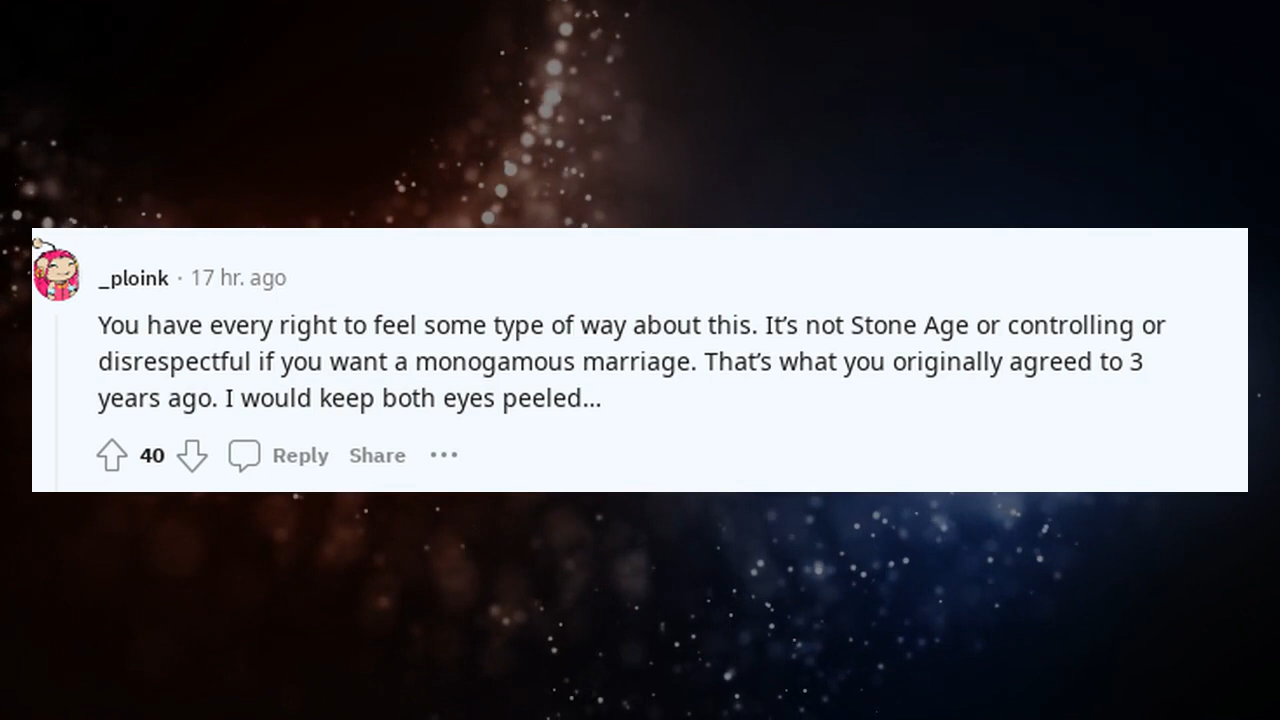 _ploink · 17 hr. ago
You have every right to feel some type of way about this. It’s not Stone Age or controlling or
disrespectful if you want a monogamous marriage. That’s what you originally agreed to 3
years ago. I would keep both eyes peeled...
40 Reply Share ···